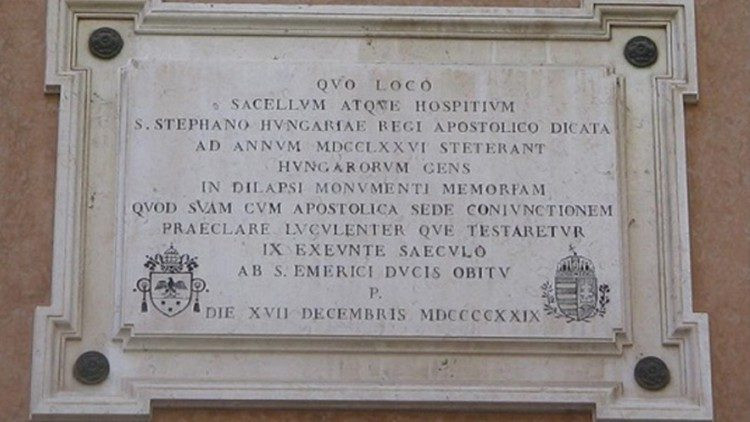 QVO LOCO
SACELLVM ATQVE HOSPITIVM
S. STEPHANO HVNGARIAE REGI APOSTOLICO DICATA
AD ANNVM MDCCLXXVI STETERANT
HVNGARORVM GENS
IN DILAPSI MONVMENTI MEMORIAM
QVOD SVAM CVM APOSTOLICA SEDE CONIVNCTIONEM
PRAECLARE LVCVLENTER QVE TESTARETVR
IX EXEVNTE SAECVLO
AB S. EMERICI DVCIS OBITV
P.
DIE XVII DECEMBRIS MDCCCCXXIX